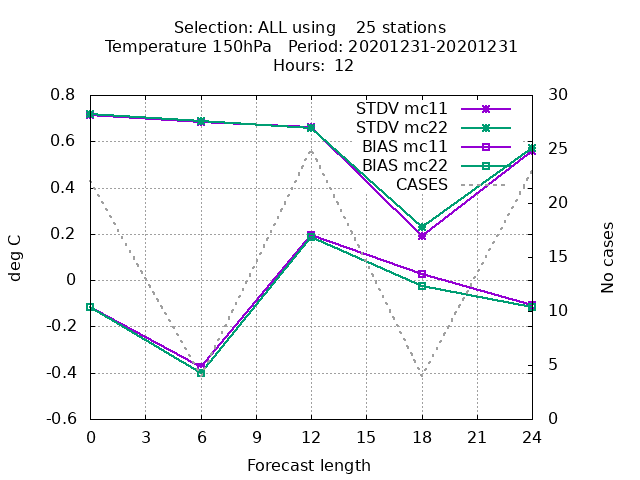 Selection: ALL using    25 stations
Temperature 150hPa   Period: 20201231-20201231
Hours:  12
STDV mc11
STDV mc22
BIAS mc11
BIAS mc22
CASES
0.8
0.6
0.4
0.2
0
-0.2
-0.4
-0.6
deg C
30
25
20
15
10
5
0
No cases
0 3 6 9 12 15 18 21 24
Forecast length